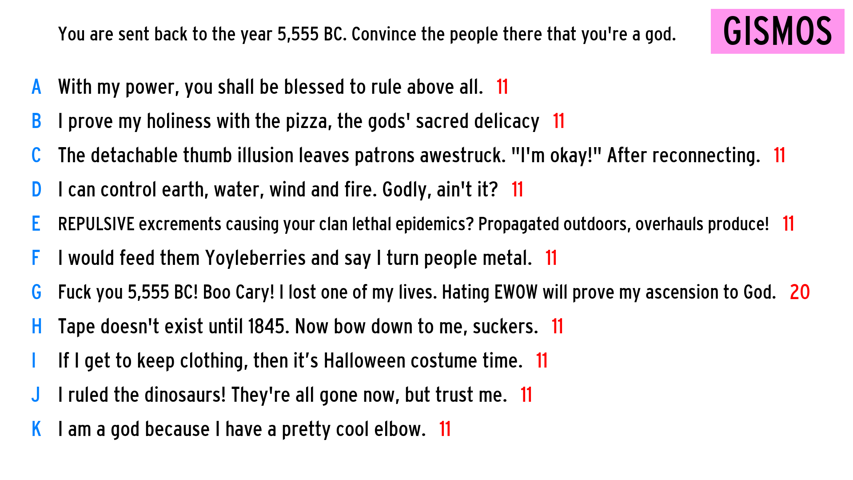 You are sent back to the year 5,555 BC. Convince the people there that you're a god. GISMOS
A With my power, you shall be blessed to rule above all. 11
B I prove my holiness with the pizza, the gods' sacred delicacy 11
C The detachable thumb illusion leaves patrons awestruck. "I'm okay!" After reconnecting. 11
D I can control earth, water, wind and fire. Godly, ain't it? 11
E REPULSIVE excrements causing your clan lethal epidemics? Propagated outdoors, overhauls produce! 11
F I would feed them Yoyleberries and say I turn people metal. 11
G Fuck you 5,555 BC! Boo Cary! I lost one of my lives. Hating EWOW will prove my ascension to God. 20
H Tape doesn't exist until 1845. Now bow down to me, suckers. 11
I If I get to keep clothing, then it’s Halloween costume time. 11
J I ruled the dinosaurs! They're all gone now, but trust me. 11
K I am a god because I have a pretty cool elbow. 11